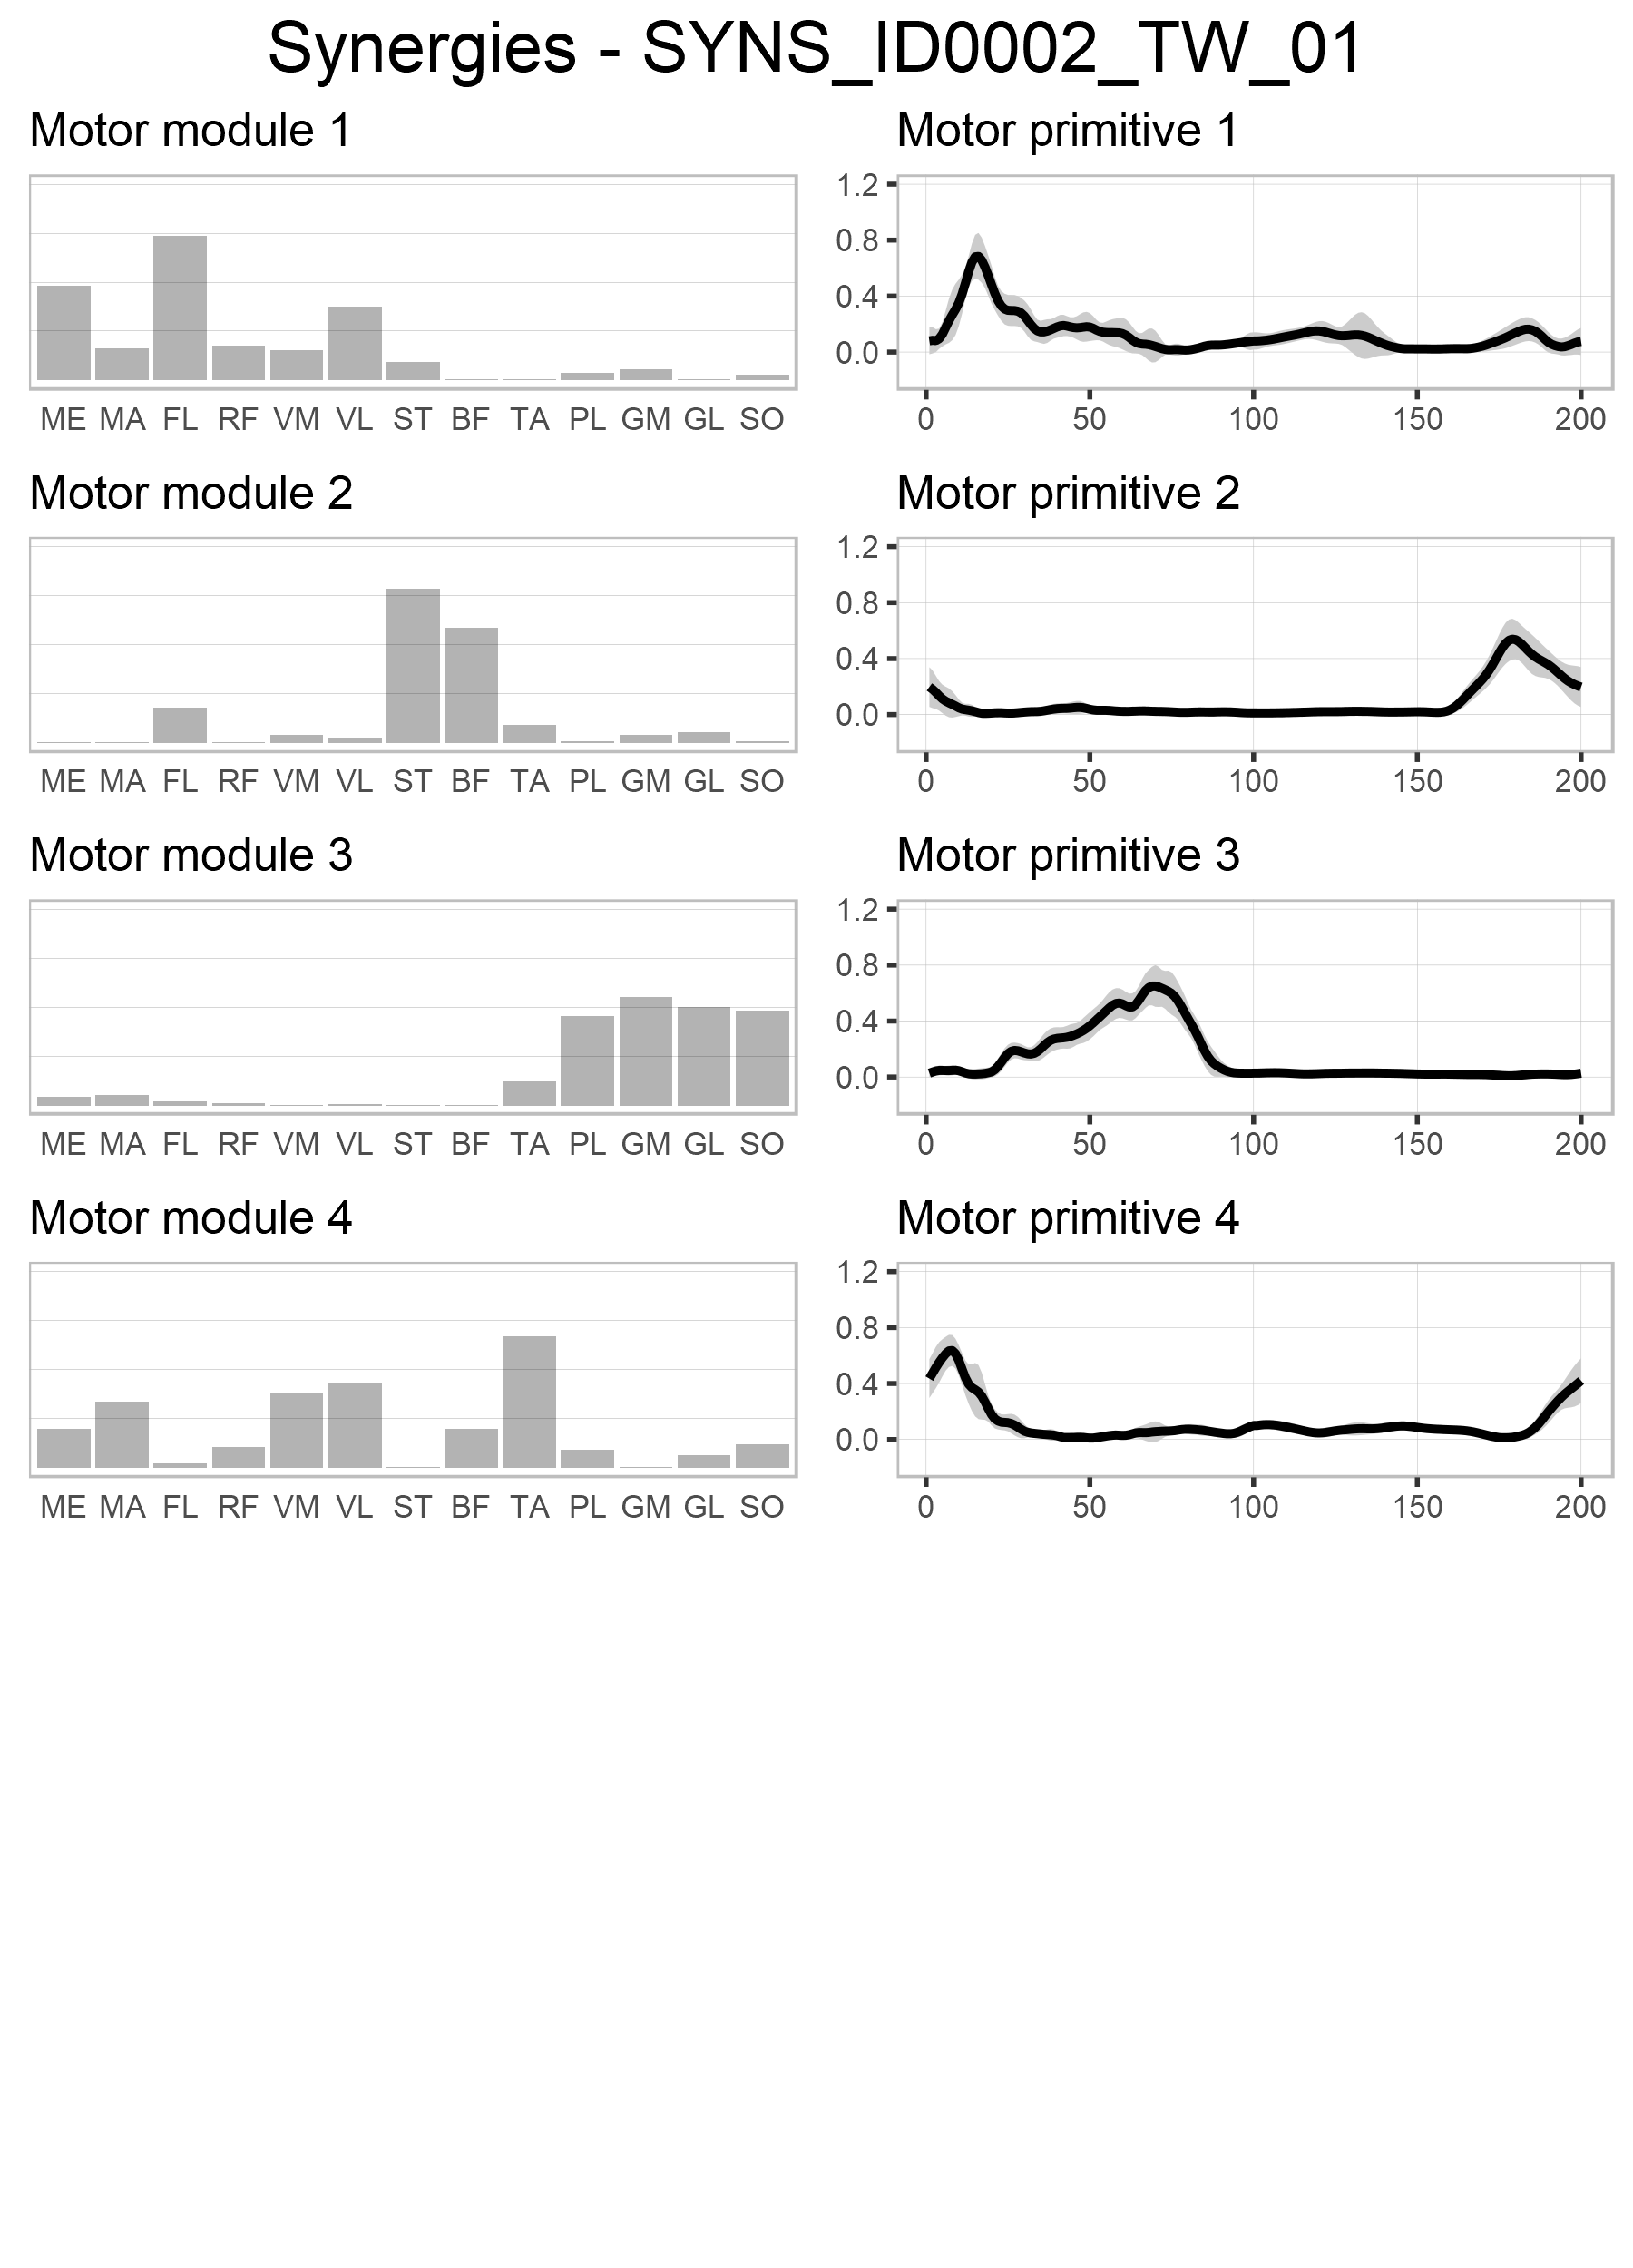 Synergies - SYNS_ID0002_TW_01
Motor module 1
Motor primitive 1
1.2
0.8
0.4
0.0
ME MA FL RF VM VL ST BF TA PL GM GL SO
0 50 100 150 200
Motor module 2
Motor primitive 2
1.2
0.8
0.4
0.0
ME MA FL RF VM VL ST BF TA PL GM GL SO
0 50 100 150 200
Motor module 3
Motor primitive 3
1.2
0.8
0.4
0.0
ME MA FL RF VM VL ST BF TA PL GM GL SO
0 50 100 150 200
Motor module 4
Motor primitive 4
1.2
0.8
0.4
0.0
ME MA FL RF VM VL ST BF TA PL GM GL SO
0 50 100 150 200